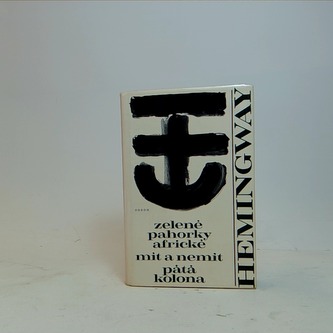 zelené
pahorky
africké
mít a nemít
pátá
kolona
HEMINGWAY